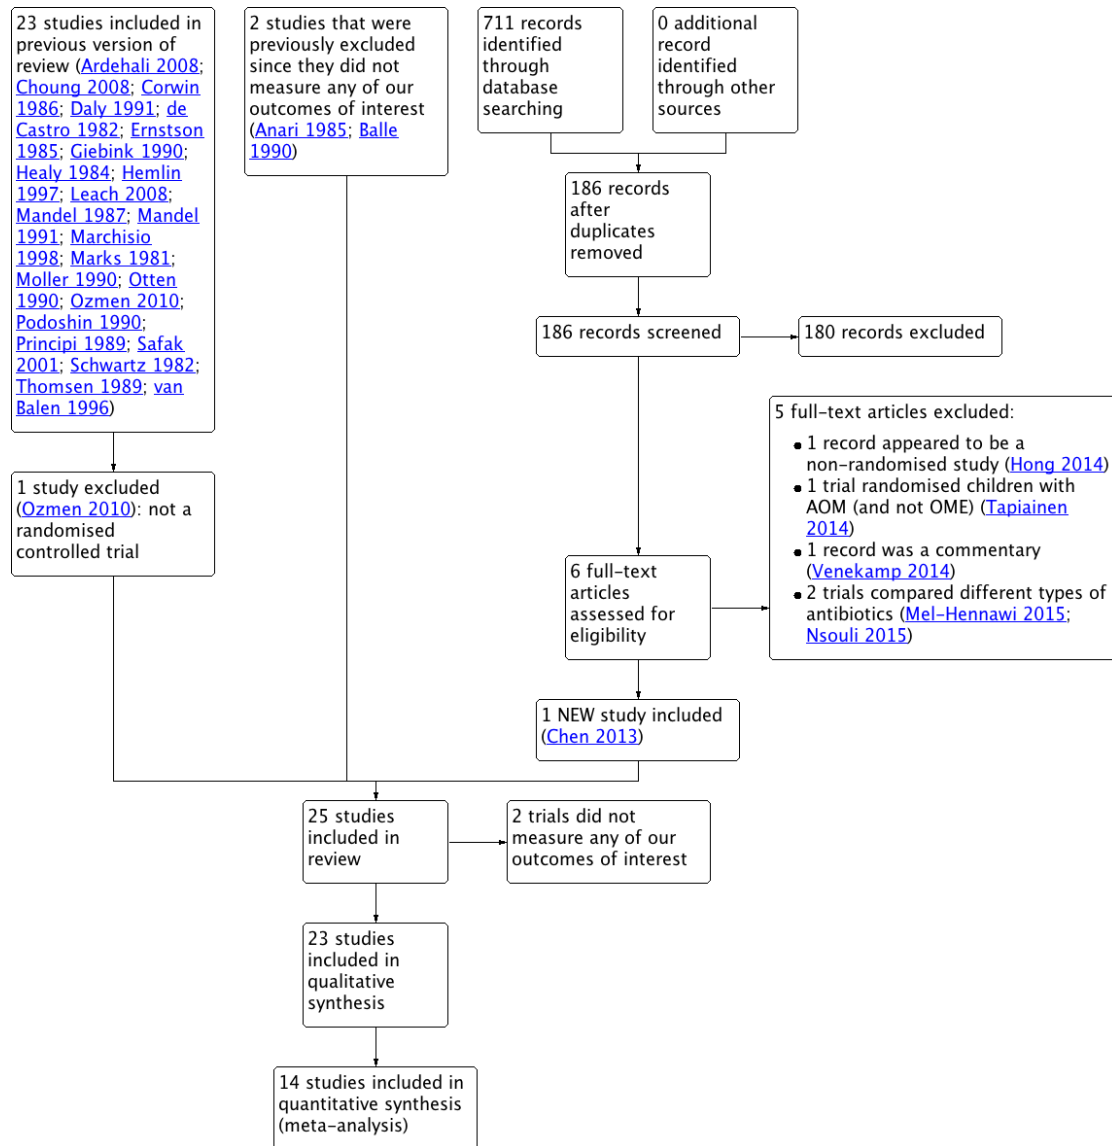 23 studies included in
previous version of
review (Ardehali 2008;
Choung 2008; Corwin
1986; Daly 1991; de
Castro 1982; Ernstson
1985; Giebink 1990;
Healy 1984; Hemlin
1997; Leach 2008;
Mandel 1987; Mandel
1991; Marchisio
1998; Marks 1981;
Moller 1990; Otten
1990; Ozmen 2010;
Podoshin 1990;
Principi 1989; Safak
2001; Schwartz 1982;
Thomsen 1989; van
Balen 1996)
2 studies that were
previously excluded
since they did not
measure any of our
outcomes of interest
(Anari 1985; Balle
1990)
711 records
identified
through
database
searching
0 additional
record
identified
through other
sources
186 records
after
duplicates
removed
186 records screened
180 records excluded
1 study excluded
(Ozmen 2010): not a
randomised
controlled trial
6 full-text
articles
assessed for
eligibility
5 full-text articles excluded:
• 1 record appeared to be a
non-randomised study (Hong 2014)
• 1 trial randomised children with
AOM (and not OME) (Tapiainen
2014)
• 1 record was a commentary
(Venekamp 2014)
• 2 trials compared different types of
antibiotics (Mel-Hennawi 2015;
Nsouli 2015)
1 NEW study included
(Chen 2013)
25 studies
included in
review
2 trials did not
measure any of our
outcomes of interest
23 studies
included in
qualitative
synthesis
14 studies included in
quantitative synthesis
(meta-analysis)